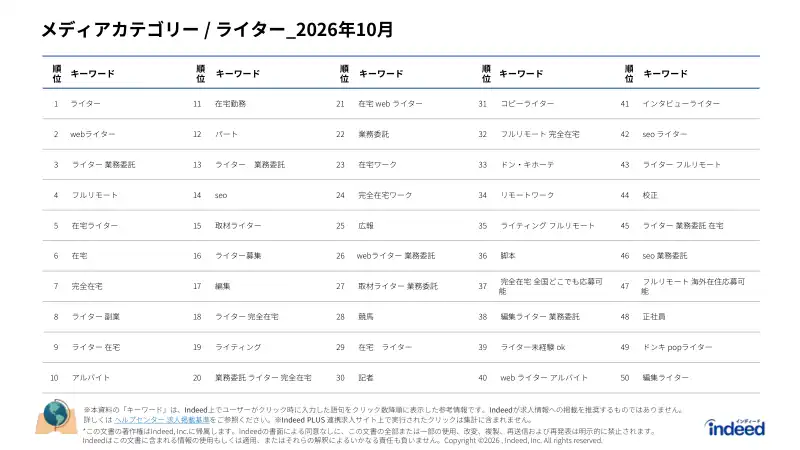 メディアカテゴリー / ライター_2026年10月
順位 キーワード 順位 キーワード 順位 キーワード 順位 キーワード 順位 キーワード
1 ライター 11 在宅勤務 21 在宅 web ライター 31 コピーライター 41 インタビューライター
2 webライター 12 パート 22 業務委託 32 フルリモート 完全在宅 42 seo ライター
3 ライター 業務委託 13 ライター　業務委託 23 在宅ワーク 33 ドン・キホーテ 43 ライター フルリモート
4 フルリモート 14 seo 24 完全在宅ワーク 34 リモートワーク 44 校正
5 在宅ライター 15 取材ライター 25 広報 35 ライティング フルリモート 45 ライター 業務委託 在宅
6 在宅 16 ライター募集 26 webライター 業務委託 36 脚本 46 seo 業務委託
7 完全在宅 17 編集 27 取材ライター 業務委託 37 完全在宅 全国どこでも応募可能 47 フルリモート 海外在住応募可能
8 ライター 副業 18 ライター 完全在宅 28 競馬 38 編集ライター 業務委託 48 正社員
9 ライター 在宅 19 ライティング 29 在宅　ライター 39 ライター未経験 ok 49 ドンキ popライター
10 アルバイト 20 業務委託 ライター 完全在宅 30 記者 40 web ライター アルバイト 50 編集ライター
※本資料の「キーワード」は、Indeed上でユーザーがクリック時に入力した語句をクリック数降順に表示した参考情報です。Indeedが求人情報への掲載を推奨するものではありません。
詳しくは ヘルプセンター 求人掲載基準をご参照ください。※Indeed PLUS 連携求人サイト上で実行されたクリックは集計に含まれません。
*この文書の著作権はIndeed, Inc.に帰属します。Indeedの書面による同意なしに、この文書の全部または一部の使用、改変、複製、再送信および再発表は明示的に禁止されます。
Indeedはこの文書に含まれる情報の使用もしくは適用、またはそれらの解釈によるいかなる責任も負いません。Copyright ©2026 , Indeed, Inc. All rights reserved.
インディード
indeed